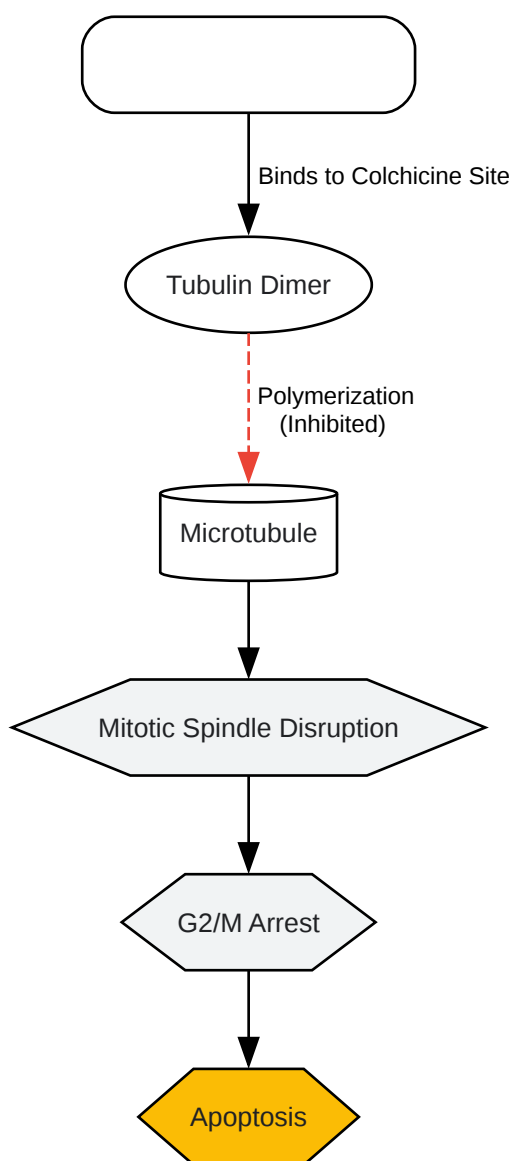 Binds to Colchicine Site
Tubulin Dimer
Polymerization
(Inhibited)
Microtubule
Mitotic Spindle Disruption
G2/M Arrest
Apoptosis